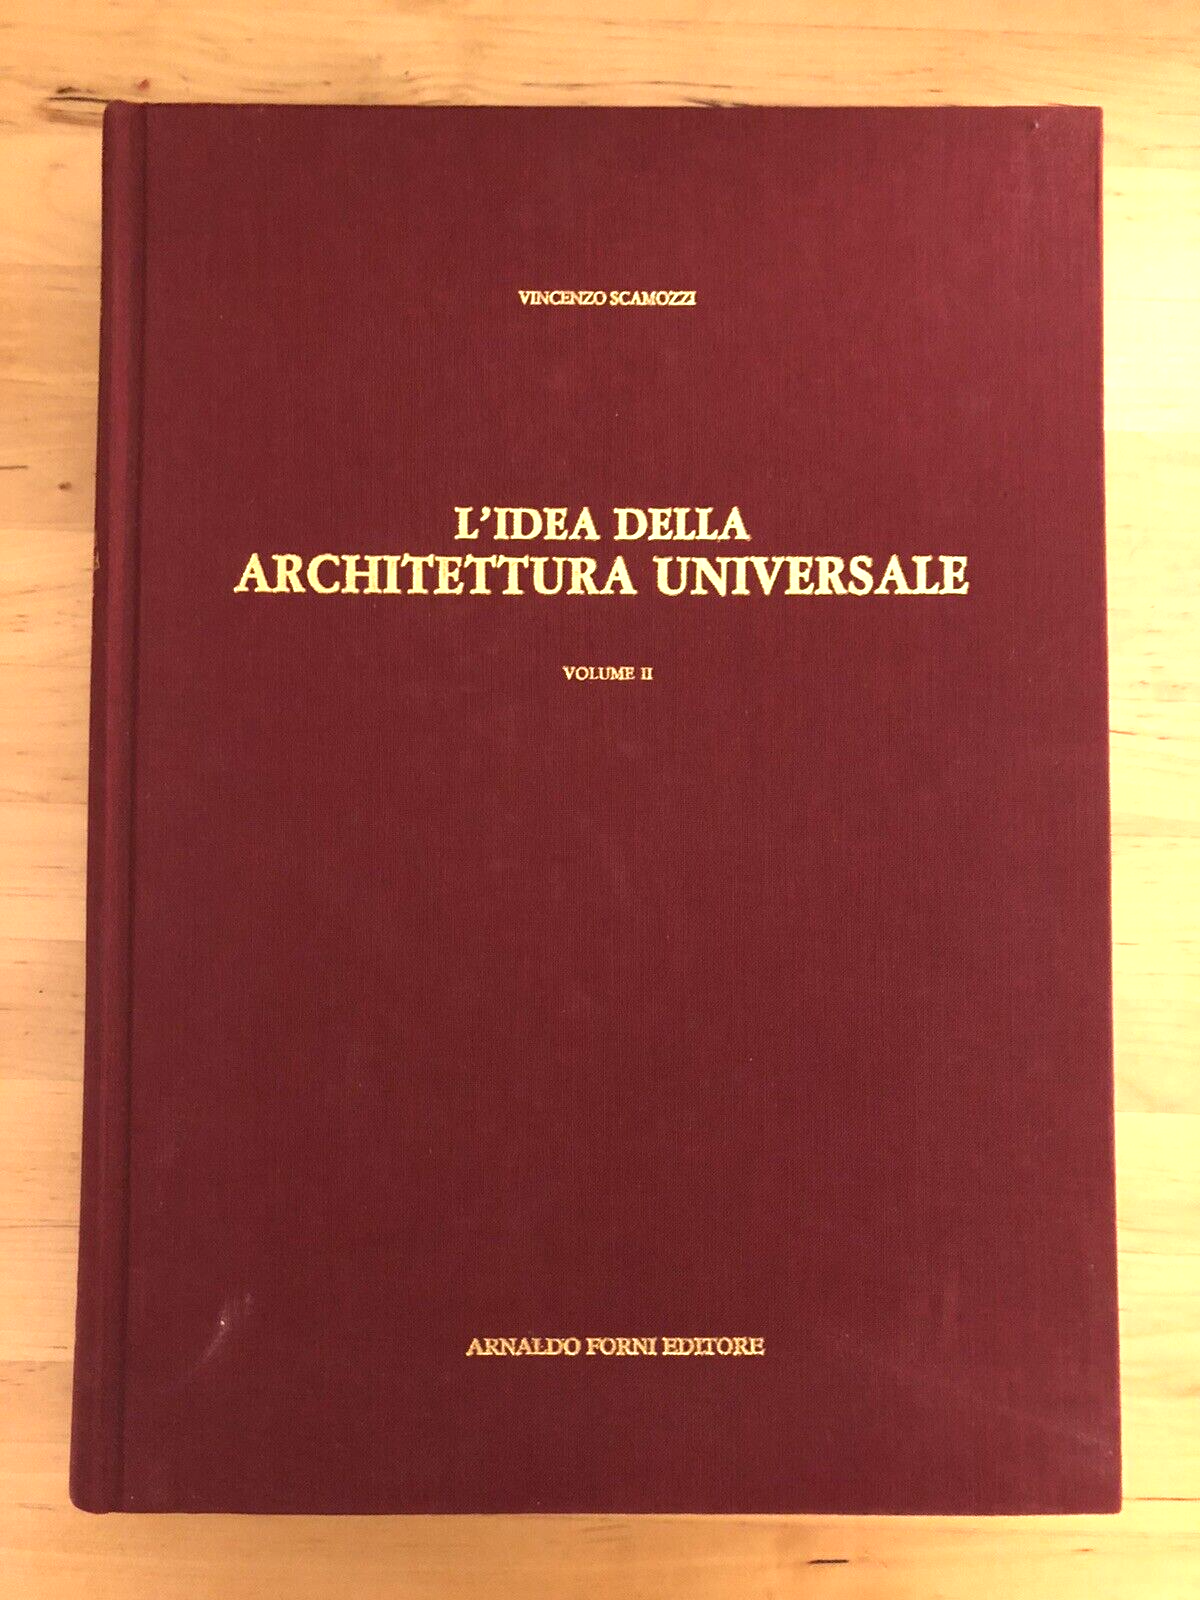 VINCENZO SCAMOZZI
L'IDEA DELLA
ARCHITETTURA UNIVERSALE
VOLUME II
ARNALDO FORNI EDITORE